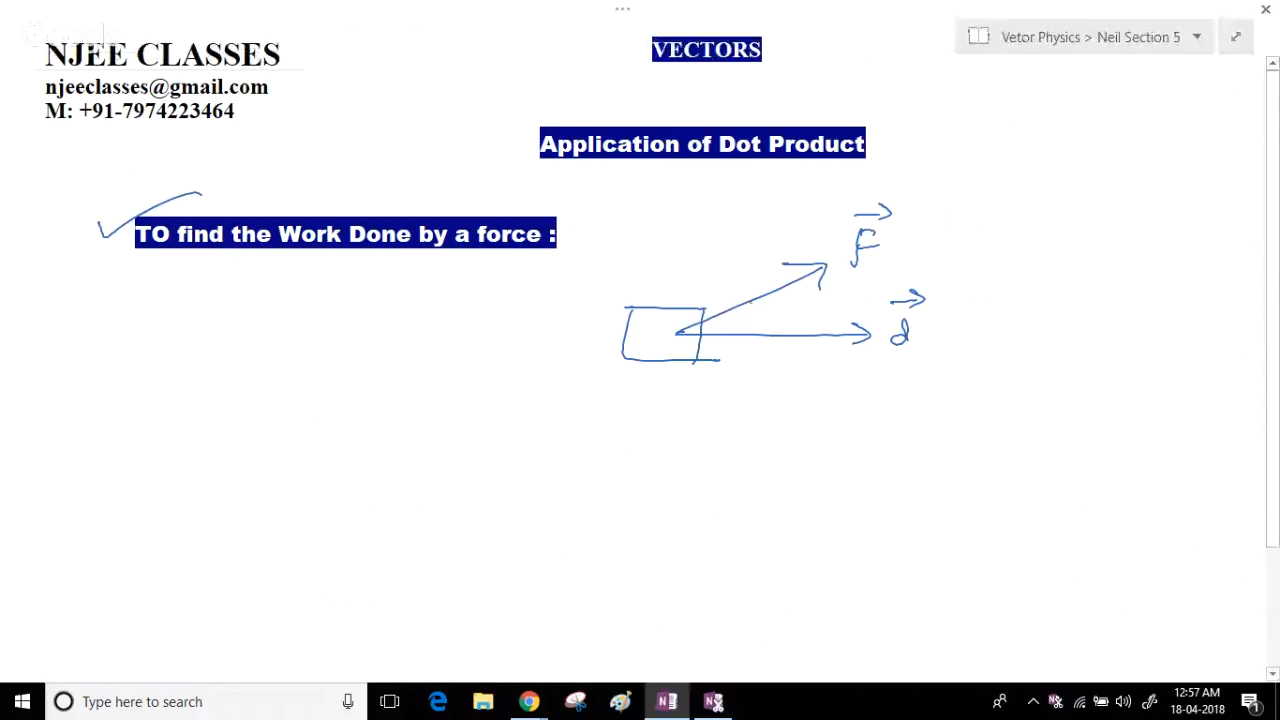 NJEE CLASSES
njeeclasses@gmail.com
M: +91-7974223464
VECTORS
Vetor Physics > Neil Section 5
Application of Dot Product
TO find the Work Done by a force :
F
d
Type here to search
12:57 AM
18-04-2018